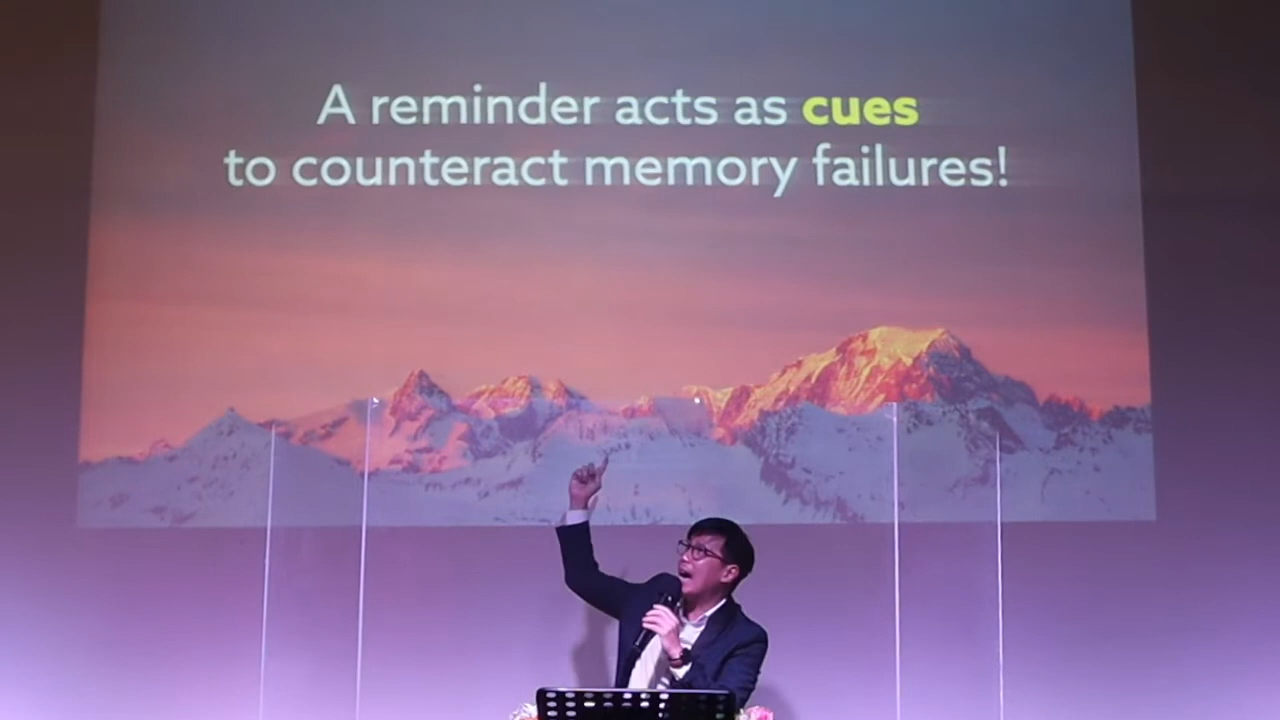 A reminder acts as cues
to counteract memory failures!